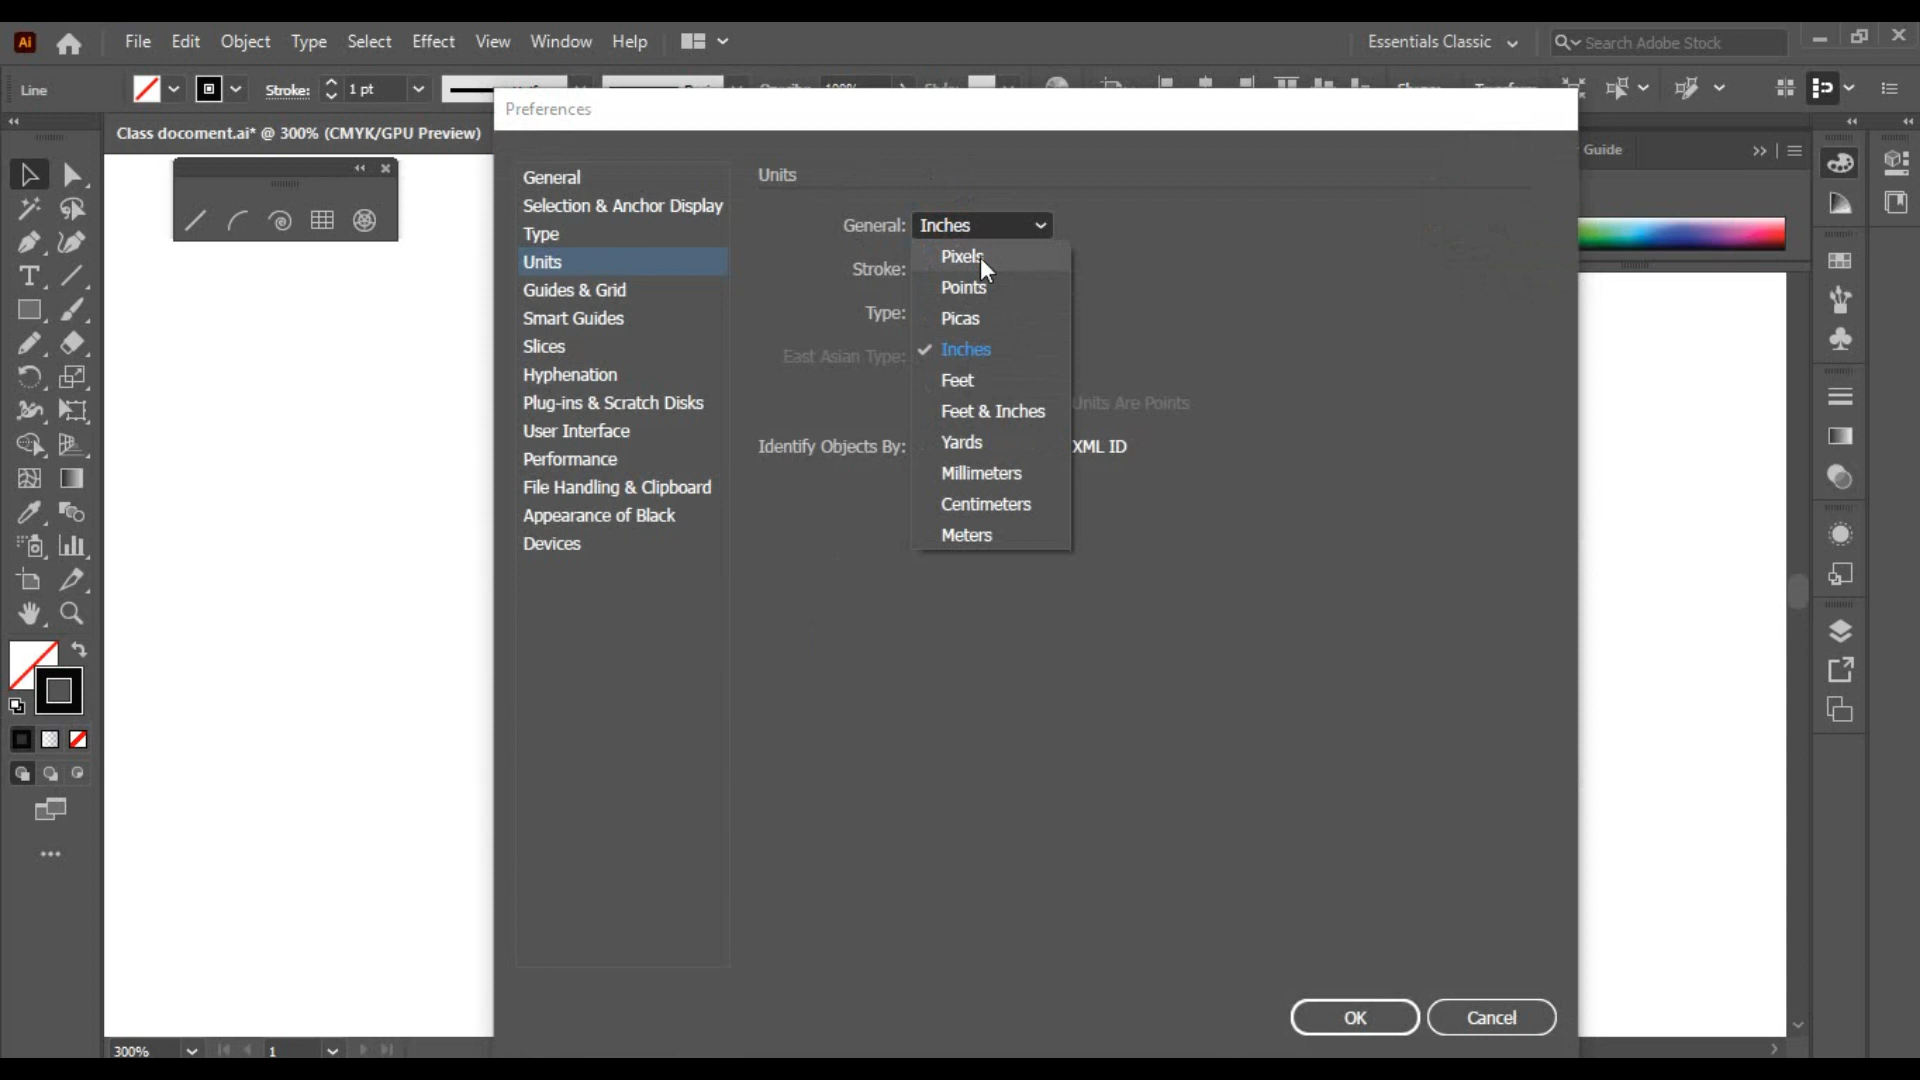 Ai File Edit Object Type Select Effect View Window Help Essentials Classic Search Adobe Stock
Line Stroke: 1 pt
Preferences
Class docoment.ai* @ 300% (CMYK/GPU Preview)
Guide
General
Selection & Anchor Display
Type
Units
Guides & Grid
Smart Guides
Slices
Hyphenation
Plug-ins & Scratch Disks
User Interface
Performance
File Handling & Clipboard
Appearance of Black
Devices
Units
General: Inches
Stroke:
Type:
East Asian Type:
Units Are Points
Identify Objects By: XML ID
Pixels
Points
Picas
Inches
Feet
Feet & Inches
Yards
Millimeters
Centimeters
Meters
OK Cancel
300% 1